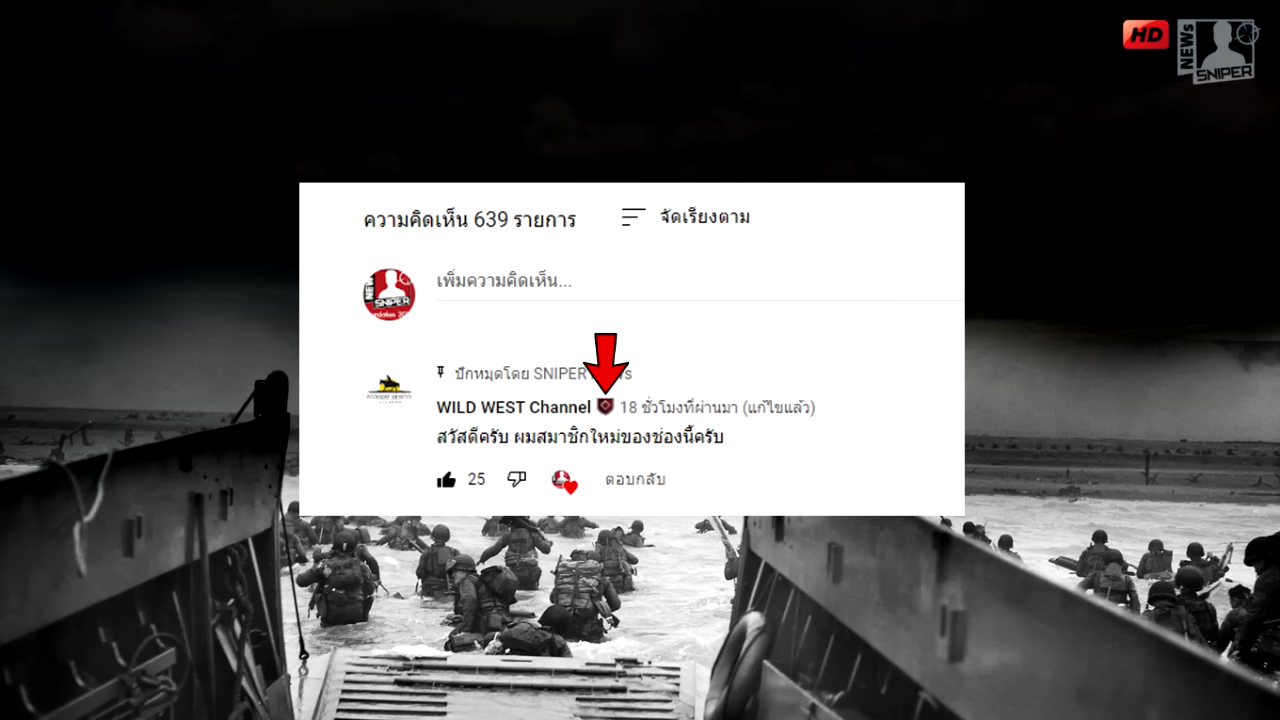 HD
NEWS
SNIPER
ความคิดเห็น 639 รายการ
จัดเรียงตาม
NEW
SNIPER
เพิ่มความคิดเห็น...
ปักหมุดโดย SNIPER
WILD WEST Channel 18 ชั่วโมงที่ผ่านมา (แก้ไขแล้ว)
สวัสดีครับ ผมสมาชิกใหม่ของช่องนี้ครับ
25 ตอบกลับ